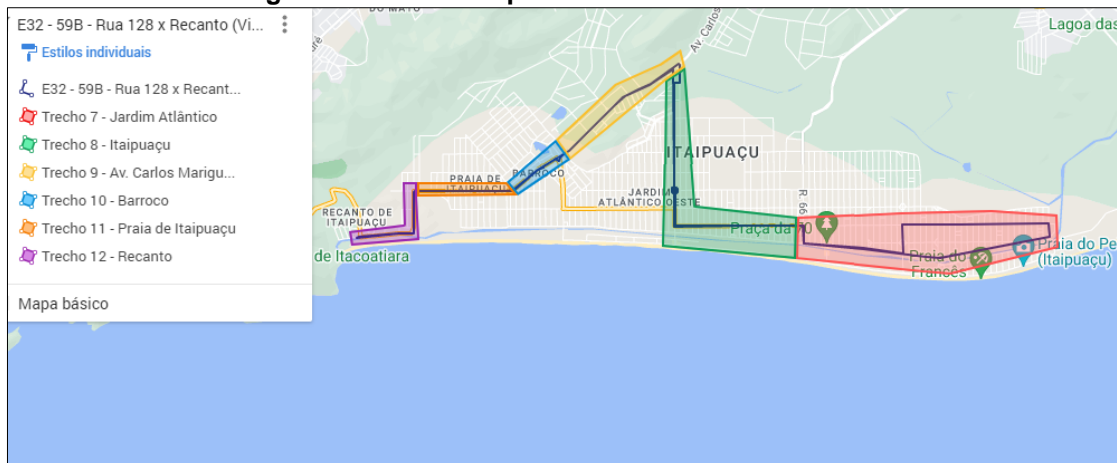 E32 - 59B - Rua 128 x Recanto (Vi...
Estilos individuais
E32 - 59B - Rua 128 x Recant...
Trecho 7 - Jardim Atlântico
Trecho 8 - Itaipuaçu
Trecho 9 - Av. Carlos Marigu...
Trecho 10 - Barroco
Trecho 11 - Praia de Itaipuaçu
Trecho 12 - Recanto
Mapa básico
DO MATO
Av. Carlos
Lagoa das
ITAIPUAÇU
BARROCO
PRAIA DE
ITAIPUAÇU
JARDIM
ATLÂNTICO OESTE
RECANTO DE
ITAIPUAÇU
R. 66
Praça da 70
de Itacoatiara
Praia do
Francês
Praia do Pe
(Itaipuaçu)